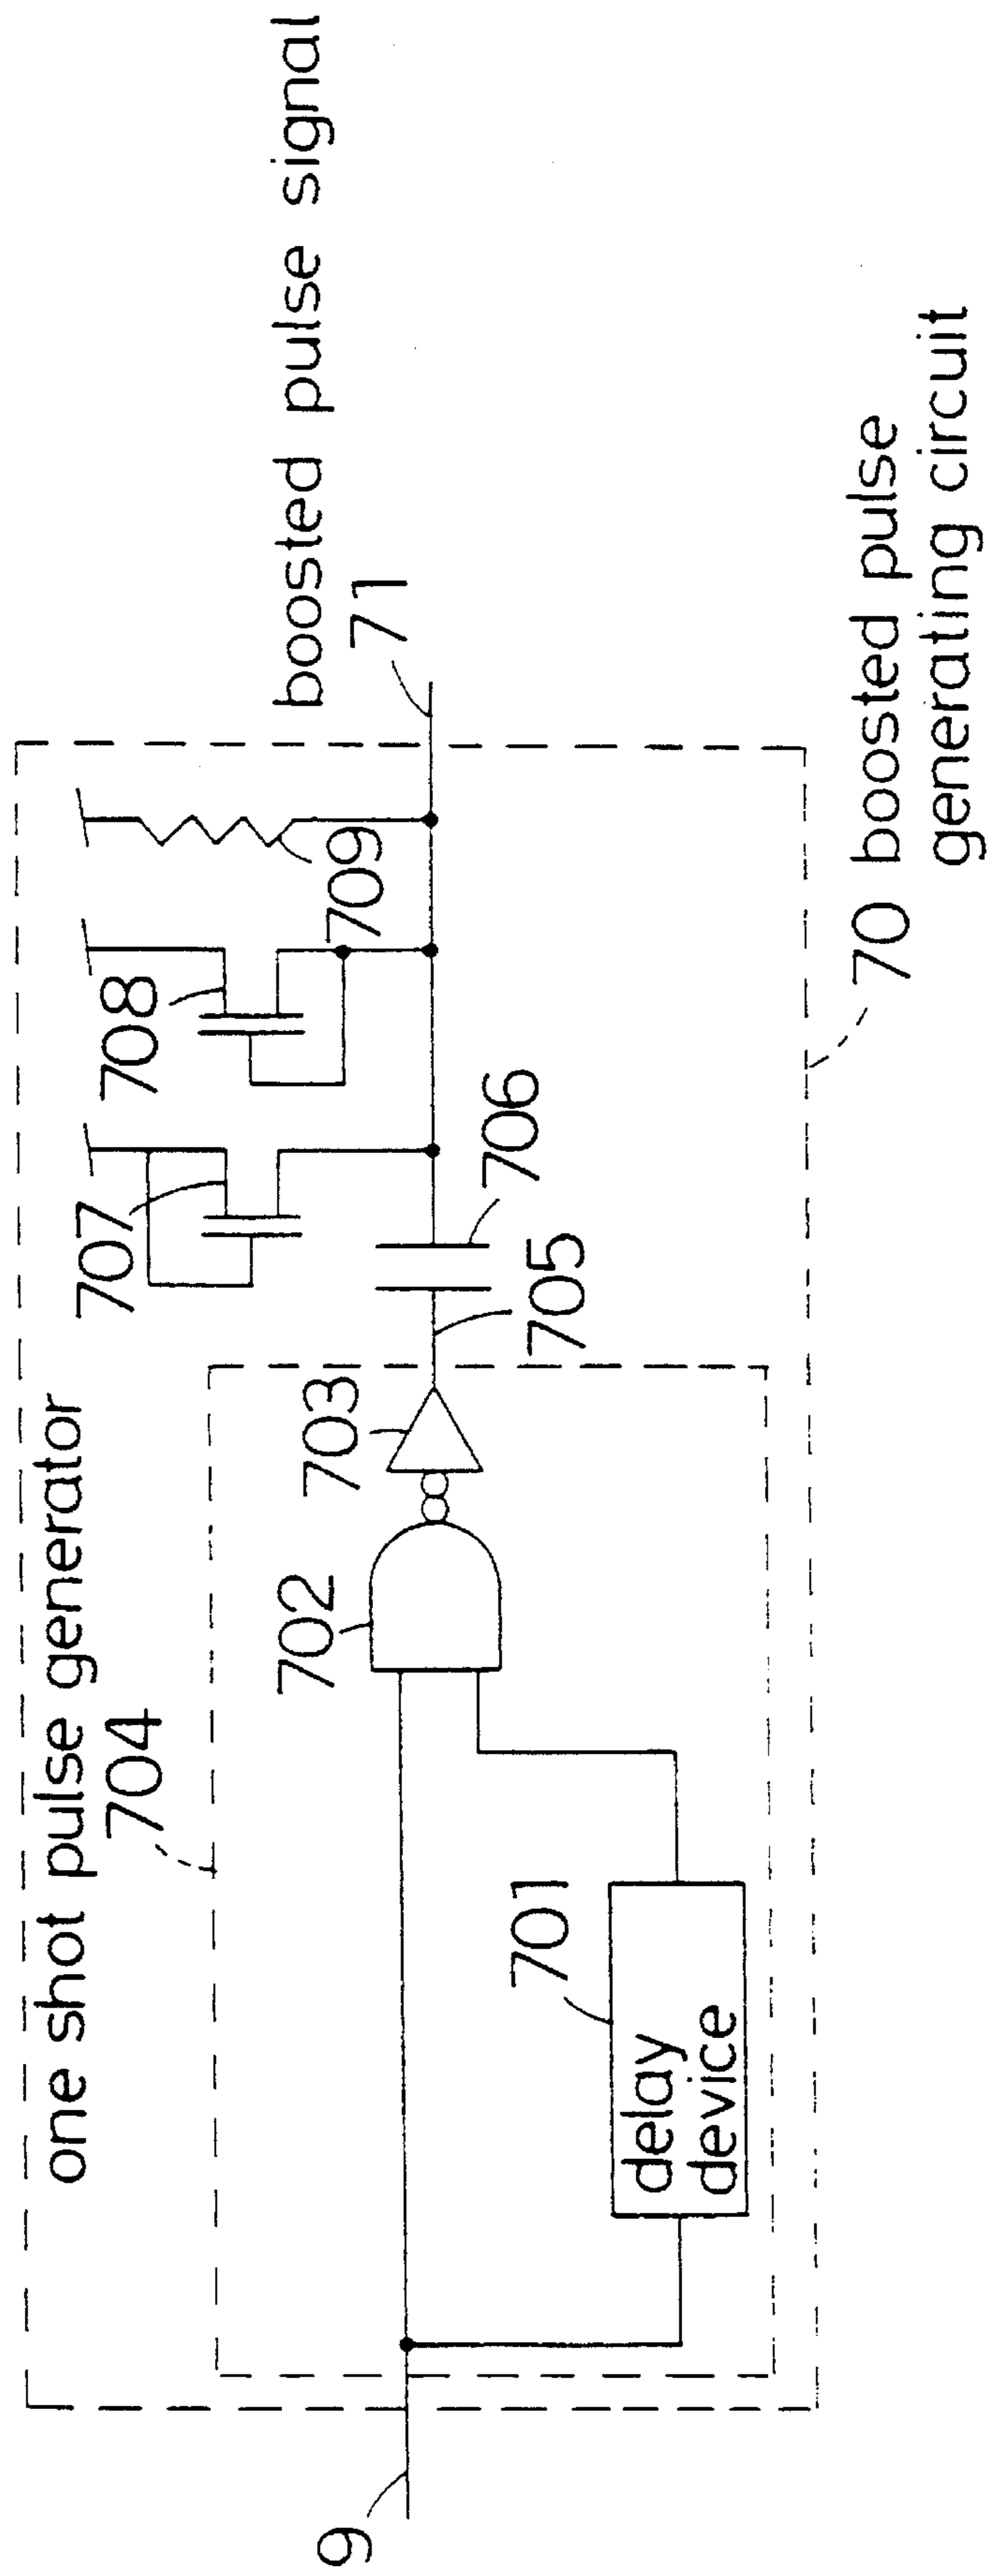 one shot pulse generator
704
707
708
709
boosted pulse signal
71
9
702
703
705
706
701
delay
device
70 boosted pulse
generating circuit